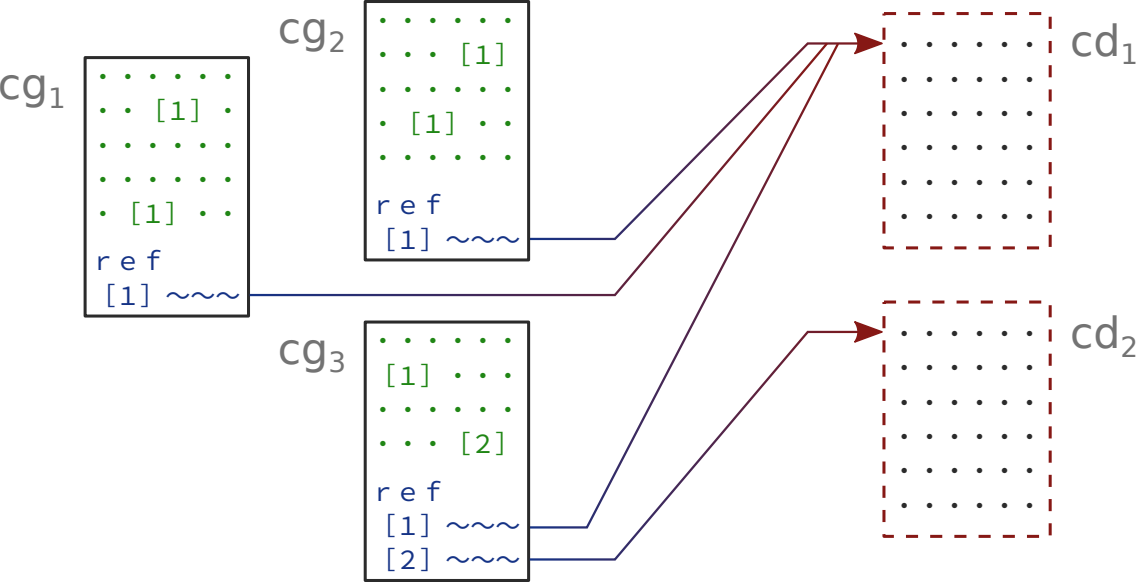 cg1
[1]
[1]
ref
[1] ~~~
cg2
[1]
[1]
ref
[1] ~~~
cg3
[1]
[2]
ref
[1] ~~~
[2] ~~~
cd1
cd2